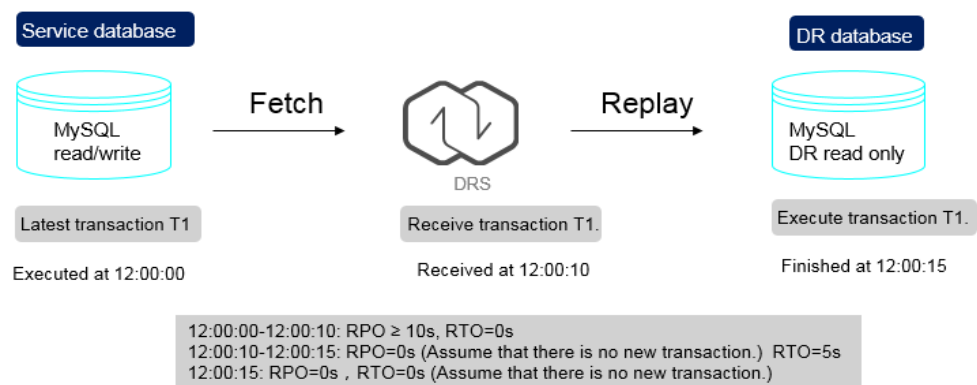 Service database
DR database
Fetch
Replay
MySQL
read/write
MySQL
DR read only
DRS
Latest transaction T1
Receive transaction T1.
Execute transaction T1.
Executed at 12:00:00
Received at 12:00:10
Finished at 12:00:15
12:00:00-12:00:10: RPO ≥ 10s, RTO=0s
12:00:10-12:00:15: RPO=0s (Assume that there is no new transaction.)  RTO=5s
12:00:15: RPO=0s , RTO=0s (Assume that there is no new transaction.)